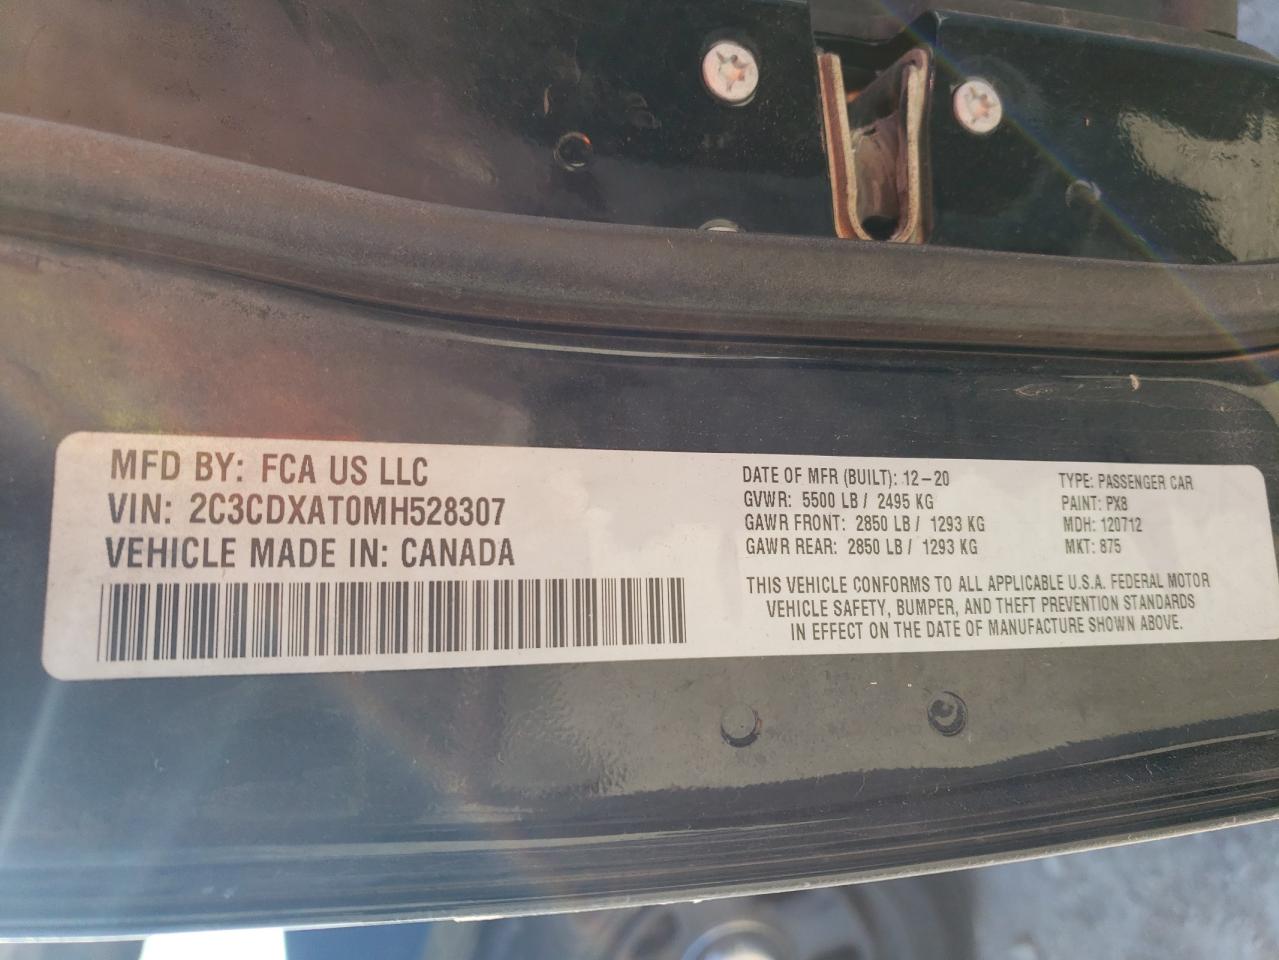 MFD BY: FCA US LLC
VIN: 2C3CDXAT0MH528307
VEHICLE MADE IN: CANADA
DATE OF MFR (BUILT): 12-20
GVWR: 5500 LB / 2495 KG
GAWR FRONT: 2850 LB / 1293 KG
GAWR REAR: 2850 LB / 1293 KG
TYPE: PASSENGER CAR
PAINT: PX8
MDH: 120712
MKT: 875
THIS VEHICLE CONFORMS TO ALL APPLICABLE U.S.A. FEDERAL MOTOR
VEHICLE SAFETY, BUMPER, AND THEFT PREVENTION STANDARDS
IN EFFECT ON THE DATE OF MANUFACTURE SHOWN ABOVE.